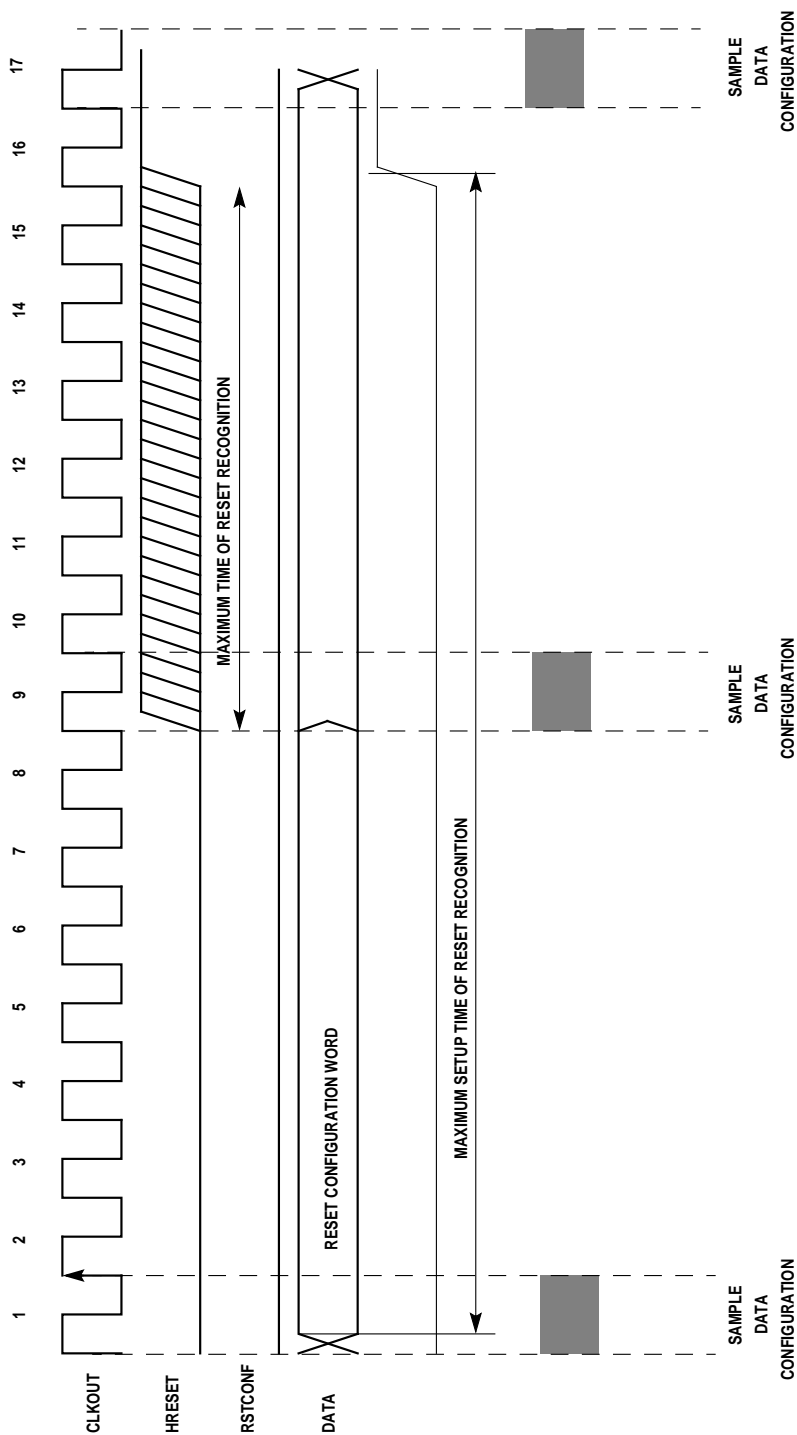 1 2 3 4 5 6 7 8 9 10 11 12 13 14 15 16 17
CLKOUT
HRESET
MAXIMUM TIME OF RESET RECOGNITION
RSTCONF
DATA
RESET CONFIGURATION WORD
MAXIMUM SETUP TIME OF RESET RECOGNITION
SAMPLE
DATA
CONFIGURATION
SAMPLE
DATA
CONFIGURATION
SAMPLE
DATA
CONFIGURATION